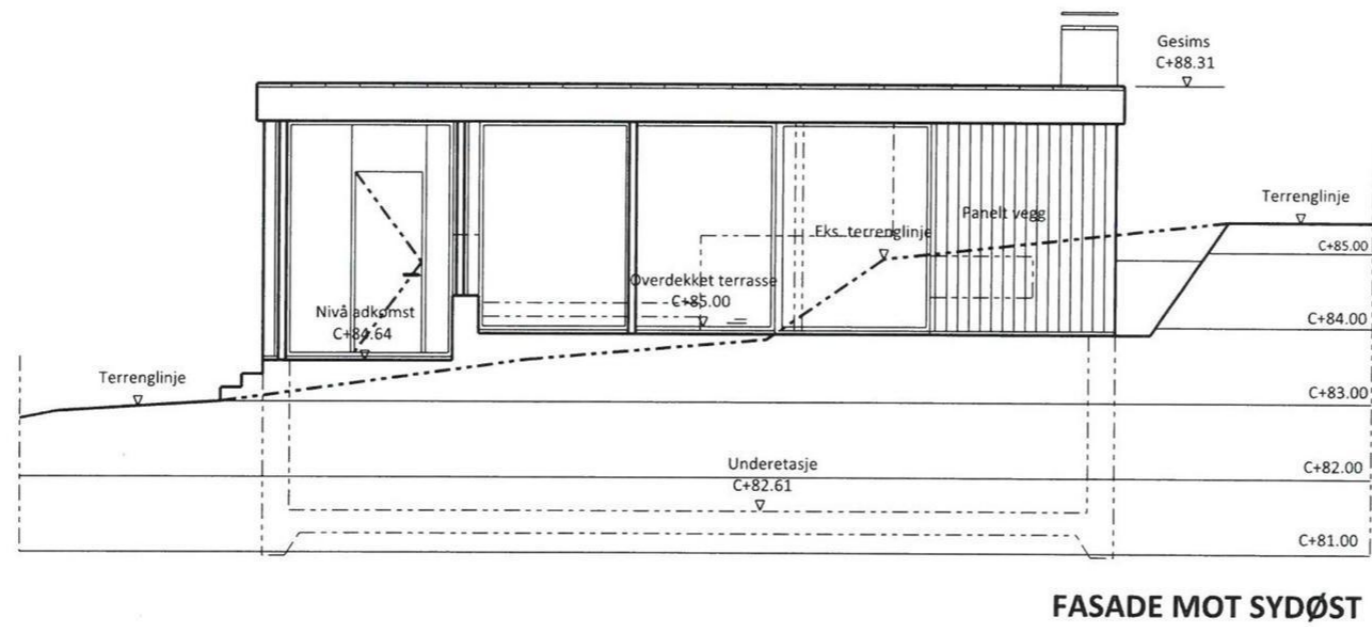 Gesims
C+88.31
Terrenglinje
Panelt vegg
Eks. terrenglinje
C+85.00
Overdekket terrasse
C+85.00
Nivå adkomst
C+84.64
C+84.00
Terrenglinje
C+83.00
Underetasje
C+82.61
C+82.00
C+81.00
FASADE MOT SYDØST